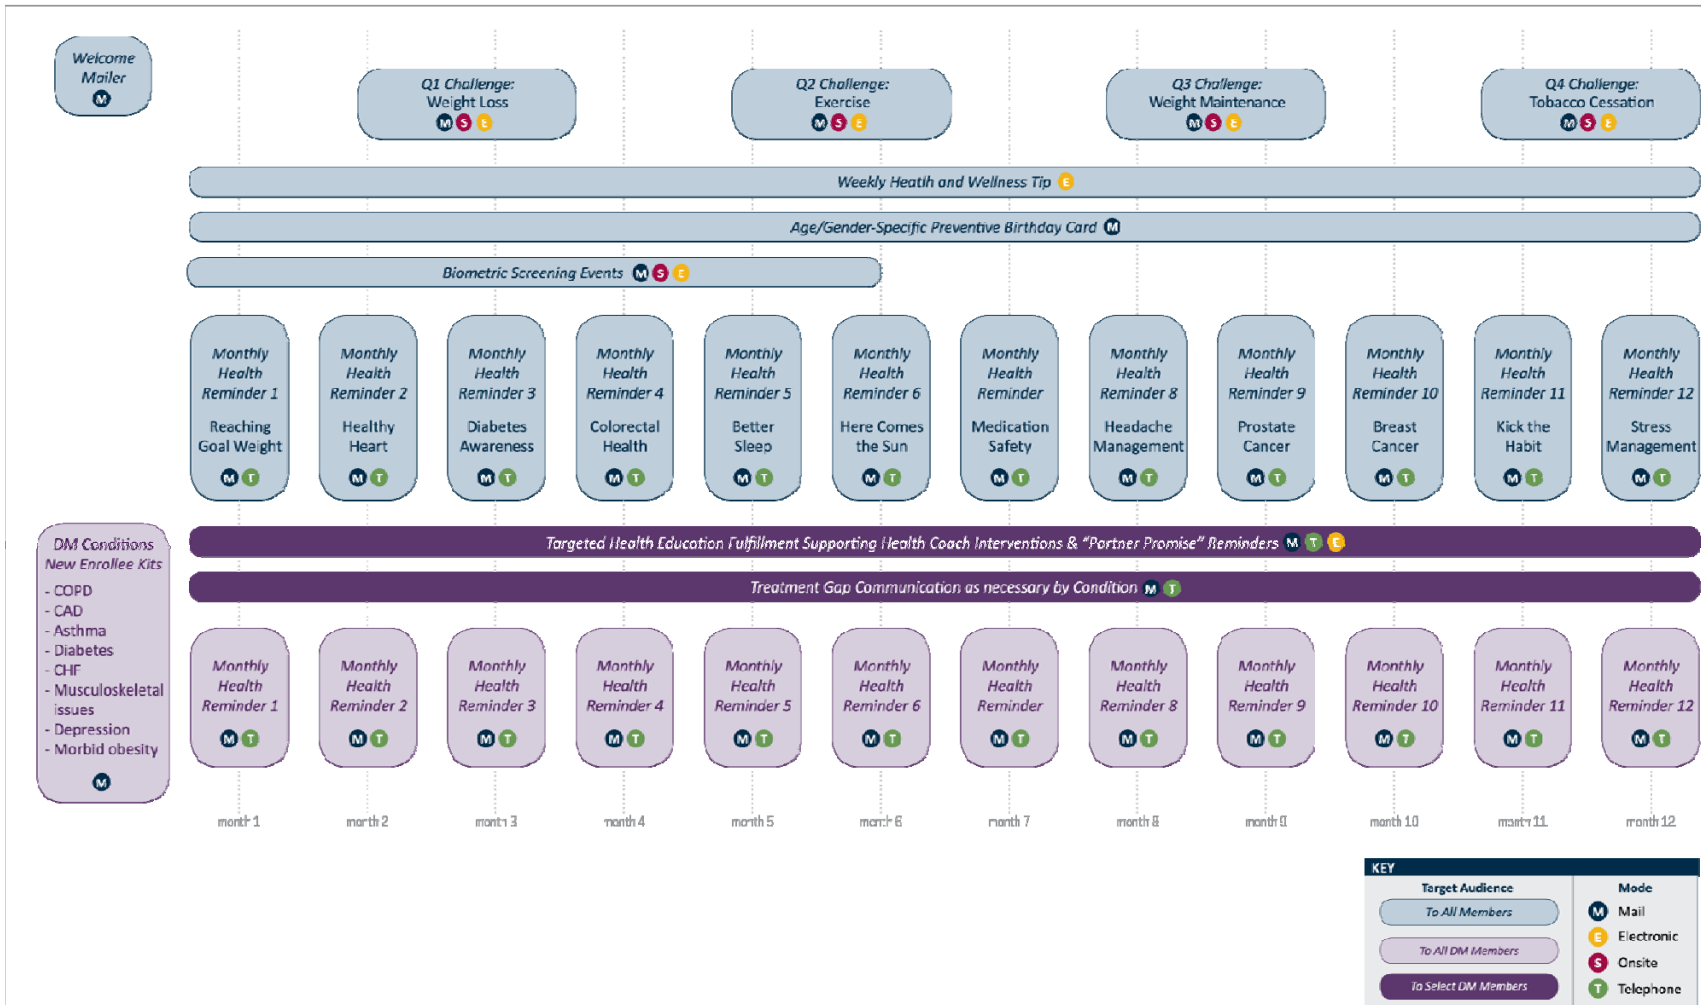 Welcome
Mailer
M
Q1 Challenge:
Weight Loss
M S E
Q2 Challenge:
Exercise
M S E
Q3 Challenge:
Weight Maintenance
M S E
Q4 Challenge:
Tobacco Cessation
M S E
Weekly Heatlh and Wellness Tip E
Age/Gender-Specific Preventive Birthday Card M
Biometric Screening Events M S E
Monthly
Health
Reminder 1
Reaching
Goal Weight
M T
Monthly
Health
Reminder 2
Healthy
Heart
M T
Monthly
Health
Reminder 3
Diabetes
Awareness
M T
Monthly
Health
Reminder 4
Colorectal
Health
M T
Monthly
Health
Reminder 5
Better
Sleep
M T
Monthly
Health
Reminder 6
Here Comes
the Sun
M T
Monthly
Health
Reminder
Medication
Safety
M T
Monthly
Health
Reminder 8
Headache
Management
M T
Monthly
Health
Reminder 9
Prostate
Cancer
M T
Monthly
Health
Reminder 10
Breast
Cancer
M T
Monthly
Health
Reminder 11
Kick the
Habit
M T
Monthly
Health
Reminder 12
Stress
Management
M T
DM Conditions
New Enrollee Kits
- COPD
- CAD
- Asthma
- Diabetes
- CHF
- Musculoskeletal
issues
- Depression
- Morbid obesity
M
Targeted Health Education Fulfillment Supporting Health Coach Interventions & "Partner Promise" Reminders M T E
Treatment Gap Communication as necessary by Condition M T
Monthly
Health
Reminder 1
M T
Monthly
Health
Reminder 2
M T
Monthly
Health
Reminder 3
M T
Monthly
Health
Reminder 4
M T
Monthly
Health
Reminder 5
M T
Monthly
Health
Reminder 6
M T
Monthly
Health
Reminder
M T
Monthly
Health
Reminder 8
M T
Monthly
Health
Reminder 9
M T
Monthly
Health
Reminder 10
M T
Monthly
Health
Reminder 11
M T
Monthly
Health
Reminder 12
M T
month 1
month 2
month 3
month 4
month 5
month 6
month 7
month 8
month 9
month 10
month 11
month 12
KEY
Target Audience
To All Members
To All DM Members
To Select DM Members
Mode
M Mail
E Electronic
S Onsite
T Telephone